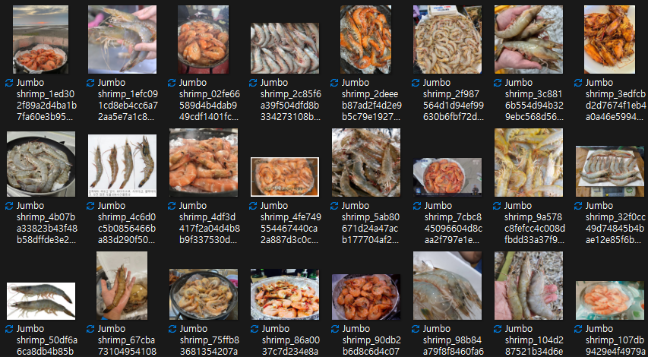 Jumbo
shrimp_1ed30
2f89a2d4ba1b
7fa60e3b95...
Jumbo
shrimp_1efc09
1cd8eb4cc6a7
2aa5e7a1c8...
Jumbo
shrimp_02fe66
589d4b4dab9
49cdf1401fc...
Jumbo
shrimp_2c85f6
a39f504dfd8b
334273108b...
Jumbo
shrimp_2deee
b87ad2f4d2e9
b5c79e1927...
Jumbo
shrimp_2f987
564d1d94ef99
630b6fbf72d...
Jumbo
shrimp_3c881
6b554d94b32
9ebc568d56...
Jumbo
shrimp_3edfcb
d2d7674f1eb4
a0a46e5994...
Jumbo
shrimp_4b07b
a33823b43f48
b58dffde3e2...
Jumbo
shrimp_4c6d0
c5b0856466b
a83d290f50...
Jumbo
shrimp_4df3d
417f2a04d4b8
b9f337530d...
Jumbo
shrimp_4fe749
554467440ca
2a887d3c0c...
Jumbo
shrimp_5ab80
671d24a47ac
b177704af2...
Jumbo
shrimp_7cbc8
45096604d8c
aa2f797e1e...
Jumbo
shrimp_9a578
c8fefcc4c008d
fbdd33a37f9...
Jumbo
shrimp_32f0cc
49d74845b4b
ae12e85f6b...
Jumbo
shrimp_50df6a
6ca8db4b85b
Jumbo
shrimp_67cba
73104954108
Jumbo
shrimp_75ffb8
3681354207a
Jumbo
shrimp_86a00
37c7d234e8a
Jumbo
shrimp_90db2
b6d8c6d4c07
Jumbo
shrimp_98b84
a79f8f8460fa6
Jumbo
shrimp_104d2
87521b34d6e
Jumbo
shrimp_107db
9429e4f4979a